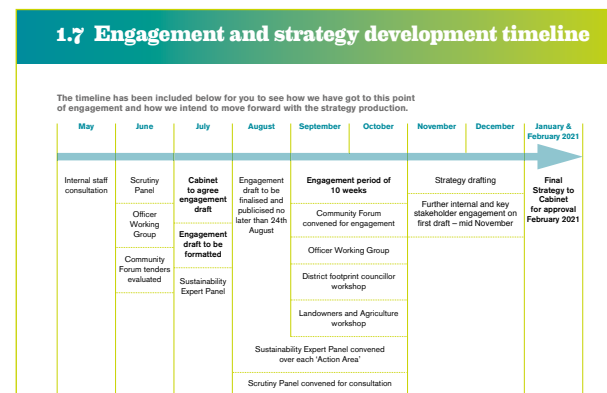 1.7 Engagement and strategy development timeline
The timeline has been included below for you to see how we have got to this point
of engagement and how we intend to move forward with the strategy production.
May
June
July
August
September
October
November
December
January &
February 2021
Internal staff
consultation
Scrutiny
Panel
Officer
Working
Group
Community
Forum tenders
evaluated
Cabinet
to agree
engagement
draft
Engagement
draft to be
formatted
Sustainability
Expert Panel
Engagement
draft to be
finalised and
publicised no
later than 24th
August
Engagement period of
10 weeks
Community Forum
convened for engagement
Officer Working Group
District footprint councillor
workshop
Landowners and Agriculture
workshop
Sustainability Expert Panel convened
over each 'Action Area'
Scrutiny Panel convened for consultation
Strategy drafting
Further internal and key
stakeholder engagement on
first draft – mid November
Final
Strategy to
Cabinet
for approval
February 2021